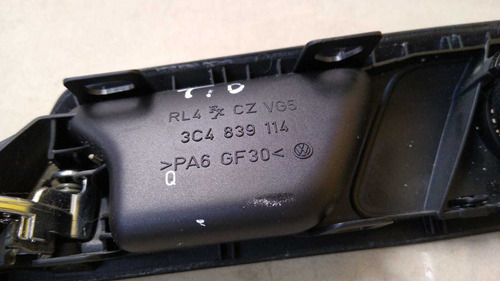 RL4 CZ VG5
3C4 839 114
>PA6 GF30<
Q